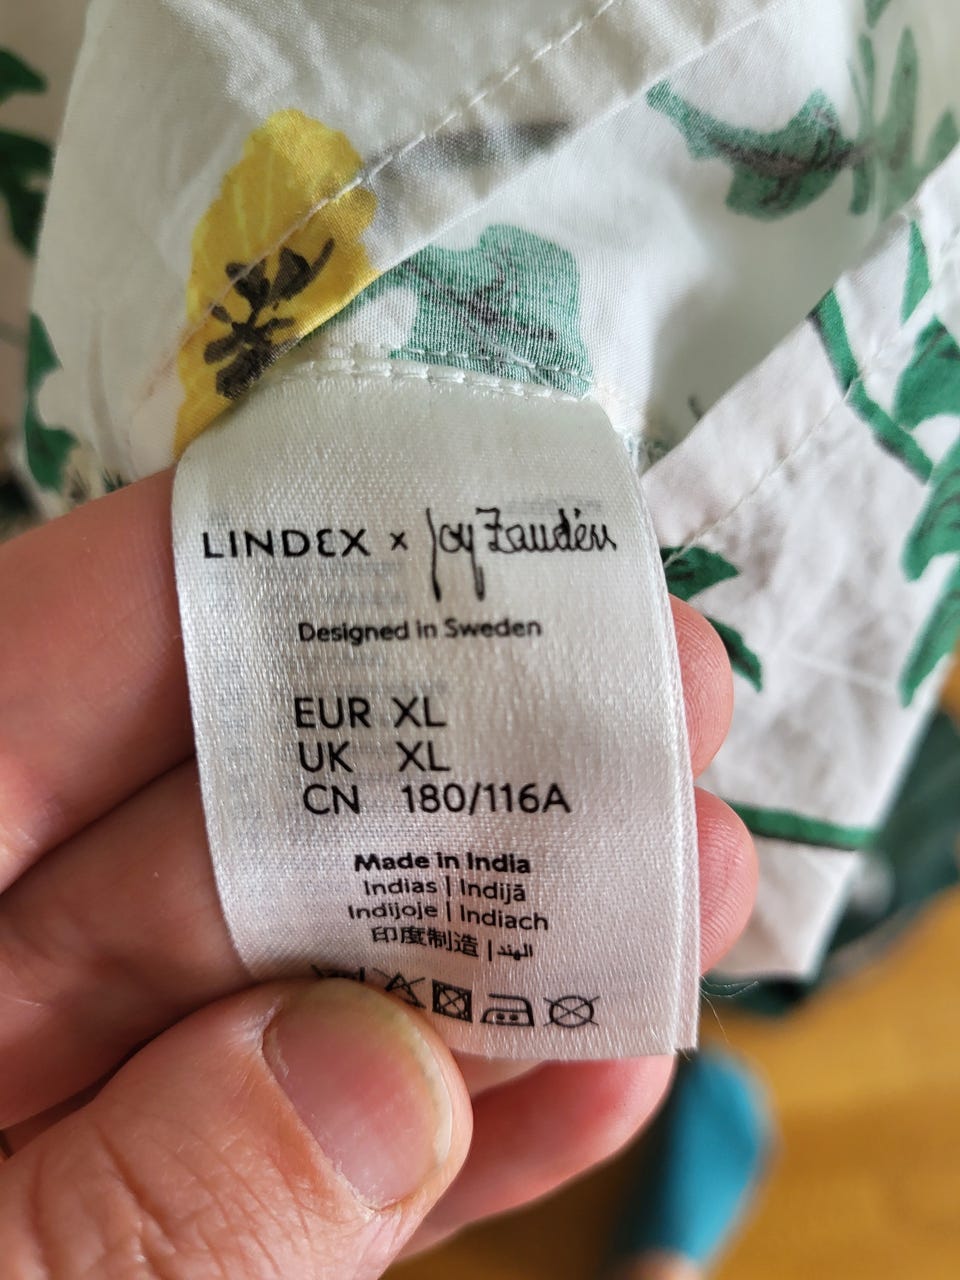 LINDEX x Joy Zandén
Designed in Sweden
EUR XL
UK XL
CN 180/116A
Made in India
Indias | Indijā
Indijoje | Indiach
印度制造 | الهند